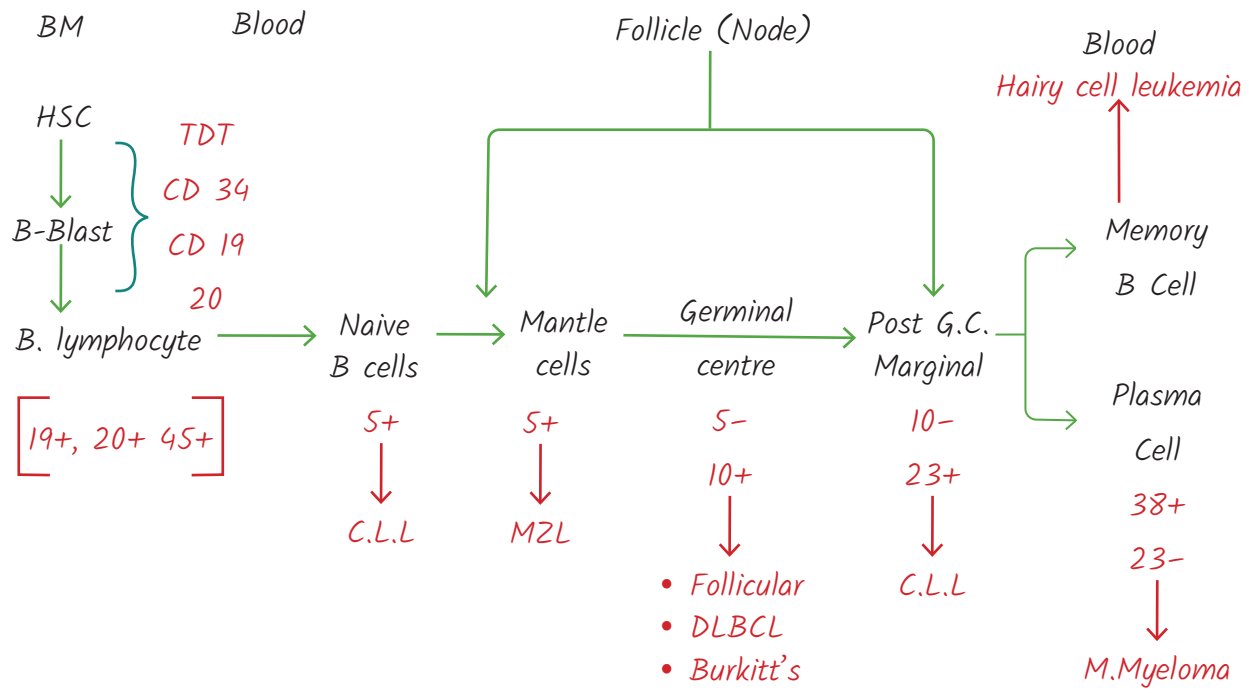 BM
Blood
Follicle (Node)
Blood
Hairy cell leukemia
HSC
TDT
CD 34
B-Blast
CD 19
20
B. lymphocyte
Naive
B cells
Mantle
cells
Germinal
centre
Post G.C.
Marginal
Memory
B Cell
Plasma
Cell
19+, 20+ 45+
5+
C.L.L
5+
MZL
5-
10+
• Follicular
• DLBCL
• Burkitt's
10-
23+
C.L.L
38+
23-
M.Myeloma